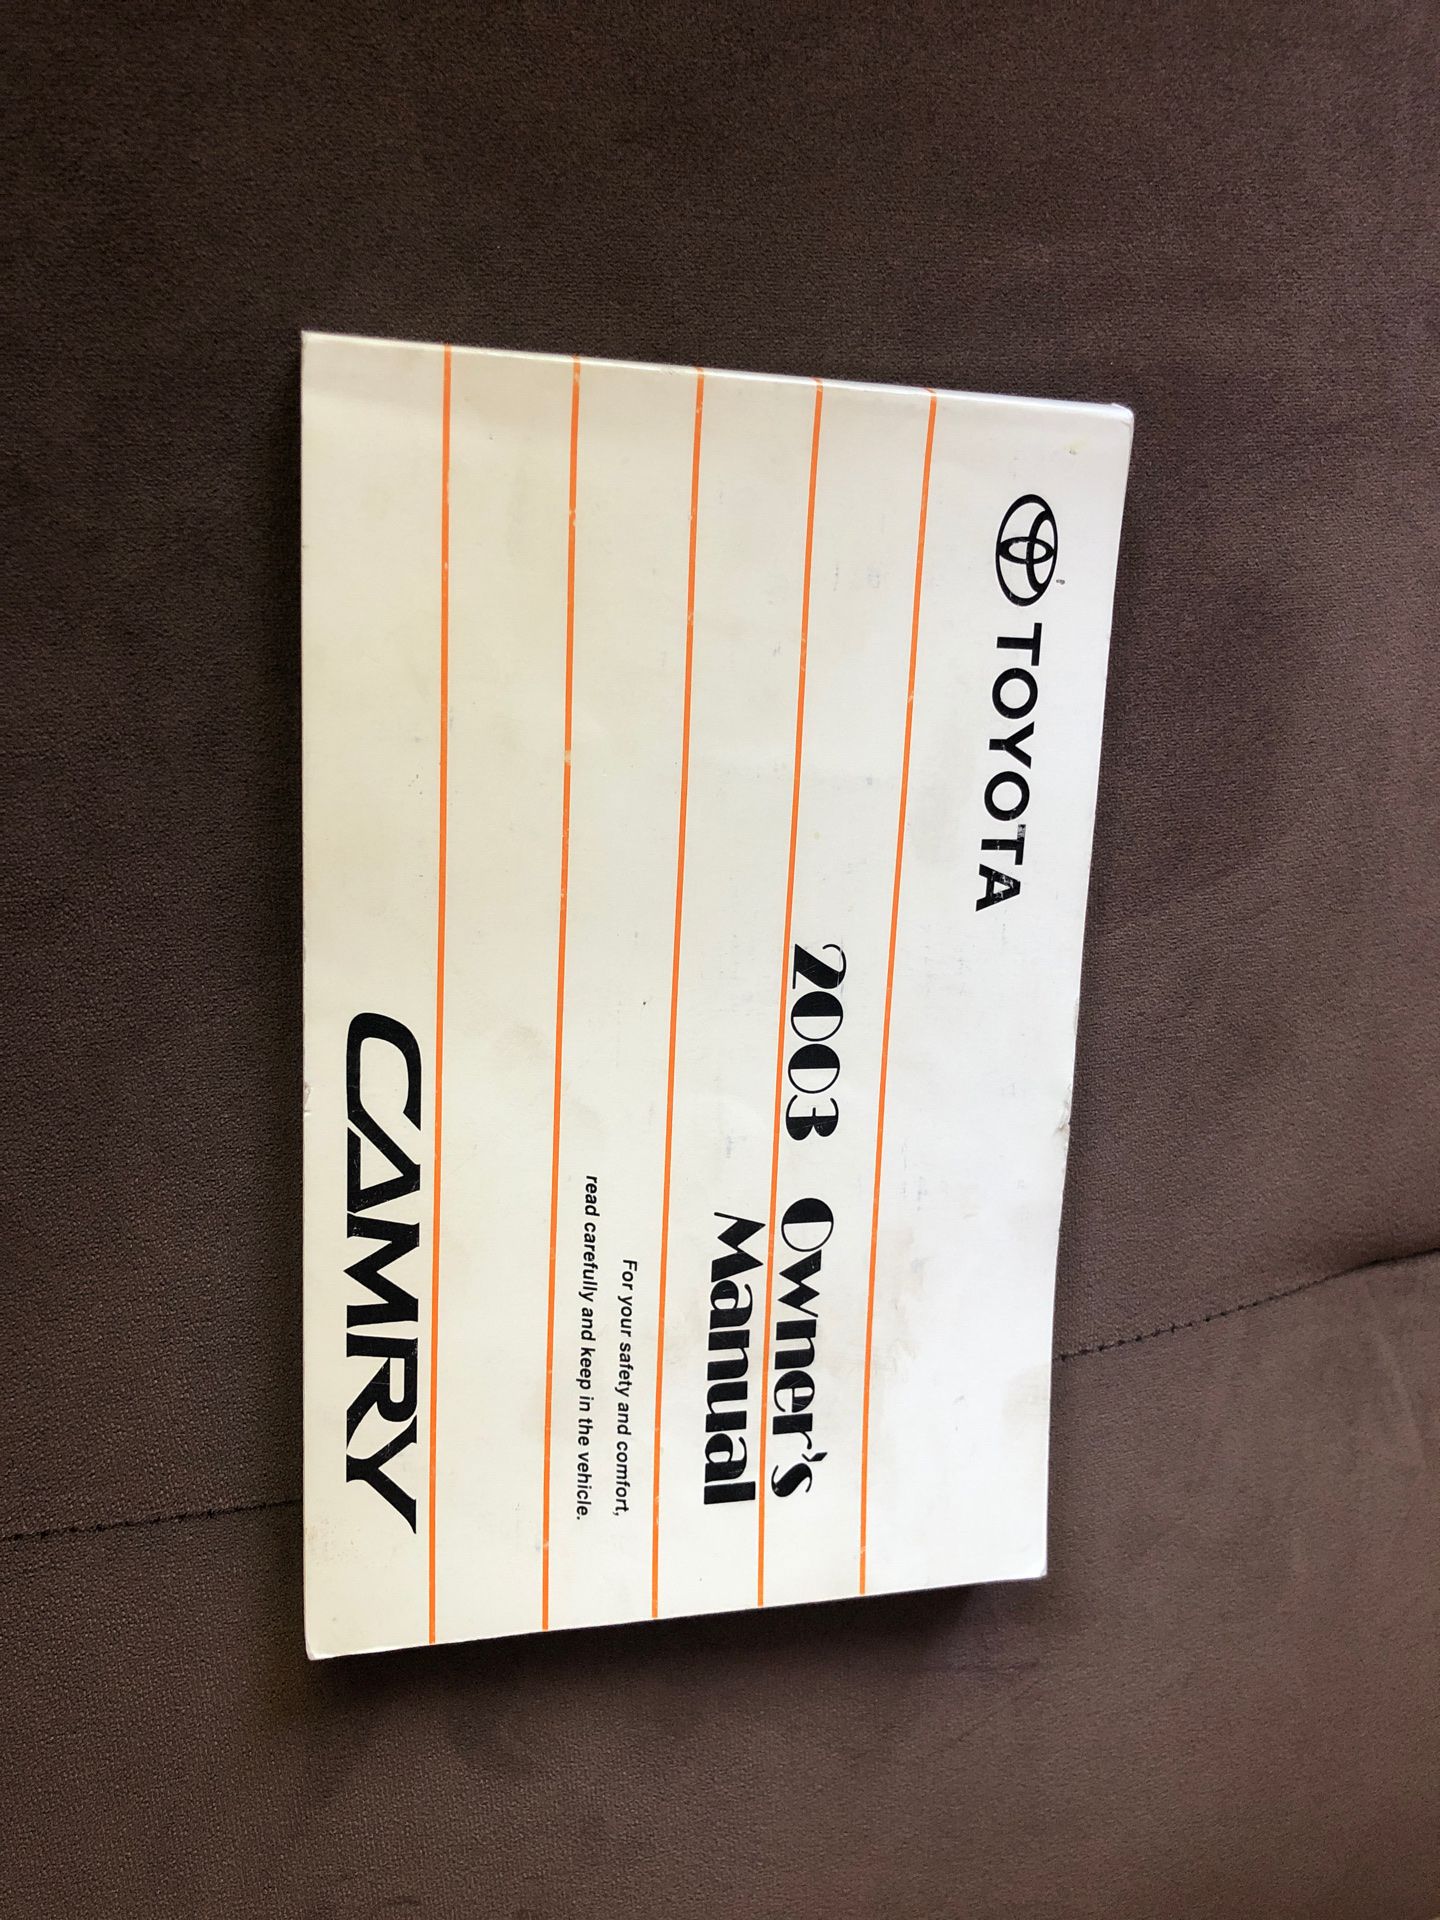 TOYOTA
2003 Owner's
Manual
For your safety and comfort,
read carefully and keep in the vehicle.
CAMRY